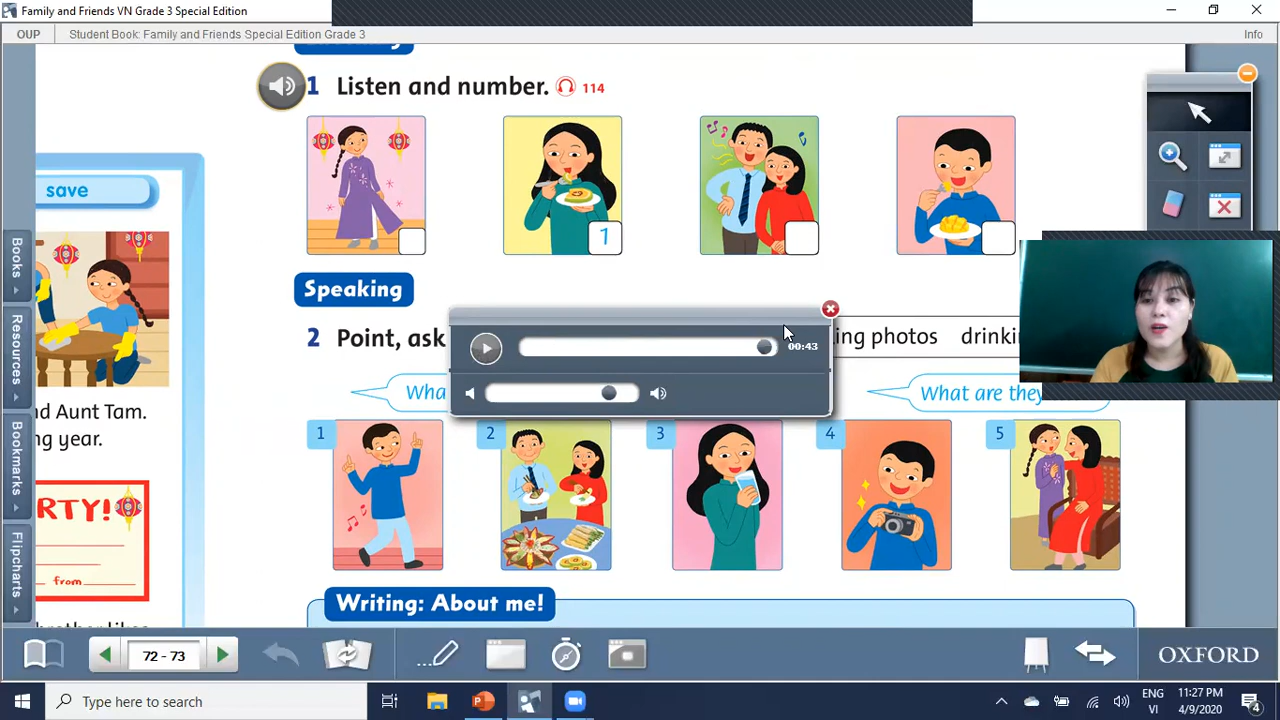 Family and Friends VN Grade 3 Special Edition
OUP Student Book: Family and Friends Special Edition Grade 3 Info
1 Listen and number. 114
save
1
Speaking
2 Point, ask
ing photos
What are they
nd Aunt Tam.
ng year.
RTY!
from
1
2
3
4
5
Writing: About me!
Books
Resources
Bookmarks
Flipcharts
00:43
72 - 73
OXFORD
Type here to search
ENG
VI
11:27 PM
4/9/2020
4